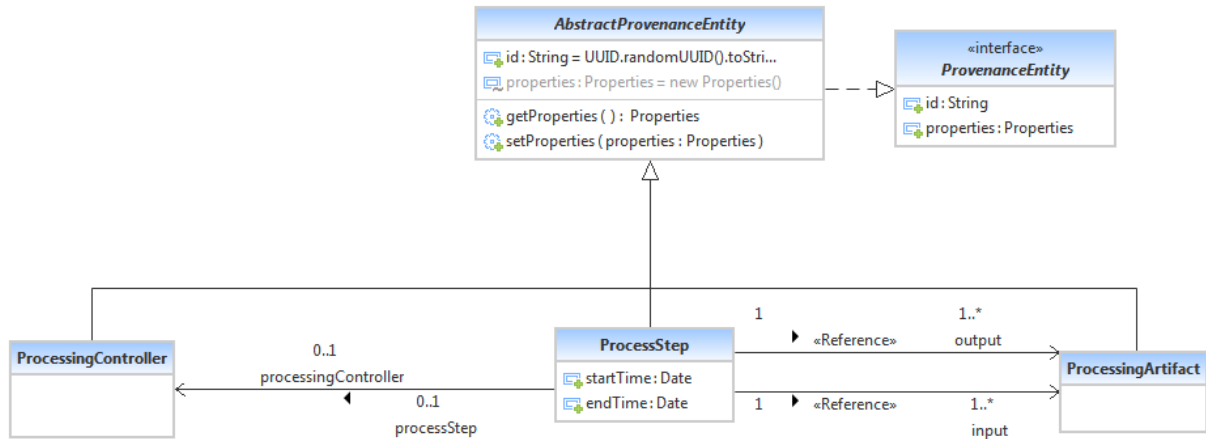 AbstractProvenanceEntity
id : String = UUID.randomUUID().toStri...
properties : Properties = new Properties()
getProperties ( ) : Properties
setProperties ( properties : Properties )
«interface»
ProvenanceEntity
id : String
properties : Properties
ProcessingController
0..1
processingController
0..1
processStep
ProcessStep
startTime : Date
endTime : Date
1
1..*
«Reference»
output
1
«Reference»
1..*
input
ProcessingArtifact